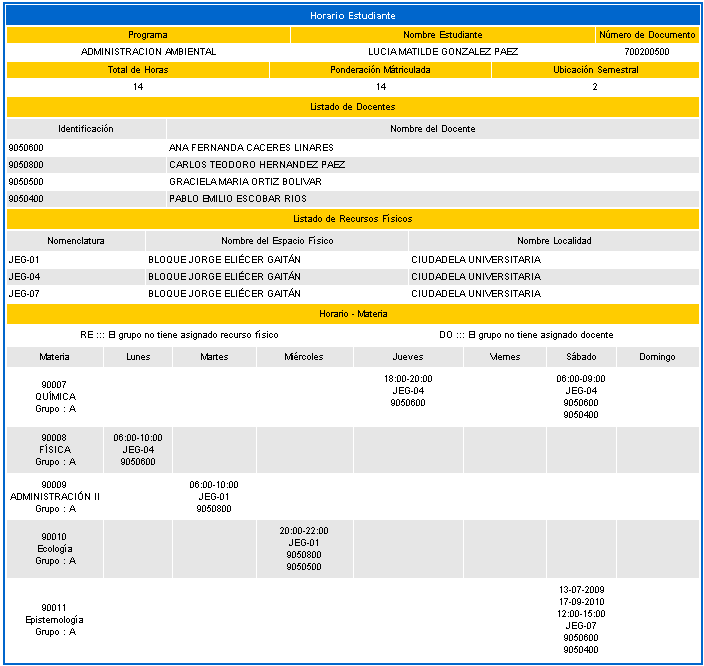 Horario Estudiante
Programa Nombre Estudiante Número de Documento
ADMINISTRACION AMBIENTAL LUCIA MATILDE GONZALEZ PAEZ 700200500
Total de Horas Ponderación Mátriculada Ubicación Semestral
14 14 2
Listado de Docentes
Identificación Nombre del Docente
9050600 ANA FERNANDA CACERES LINARES
9050800 CARLOS TEODORO HERNANDEZ PAEZ
9050500 GRACIELA MARIA ORTIZ BOLIVAR
9050400 PABLO EMILIO ESCOBAR RIOS
Listado de Recursos Físicos
Nomenclatura Nombre del Espacio Físico Nombre Localidad
JEG-01 BLOQUE JORGE ELIÉCER GAITÁN CIUDADELA UNIVERSITARIA
JEG-04 BLOQUE JORGE ELIÉCER GAITÁN CIUDADELA UNIVERSITARIA
JEG-07 BLOQUE JORGE ELIÉCER GAITÁN CIUDADELA UNIVERSITARIA
Horario - Materia
RE ::: El grupo no tiene asignado recurso físico DO ::: El grupo no tiene asignado docente
Materia Lunes Martes Miércoles Jueves Viernes Sábado Domingo
90007
QUÍMICA
Grupo : A
18:00-20:00
JEG-04
9050600
06:00-09:00
JEG-04
9050600
9050400
90008
FÍSICA
Grupo : A
06:00-10:00
JEG-04
9050600
90009
ADMINISTRACIÓN II
Grupo : A
06:00-10:00
JEG-01
9050800
90010
Ecología
Grupo : A
20:00-22:00
JEG-01
9050800
9050500
90011
Epistemología
Grupo : A
13-07-2009
17-09-2010
12:00-15:00
JEG-07
9050600
9050400